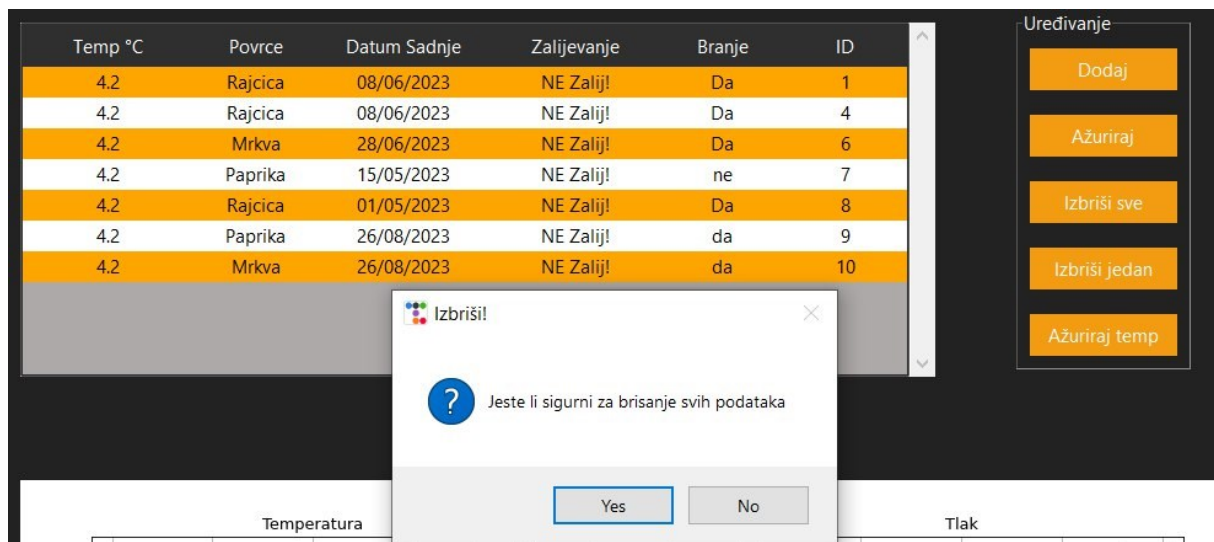 Uređivanje
Temp °C Povrce Datum Sadnje Zalijevanje Branje ID
4.2 Rajcica 08/06/2023 NE Zalij! Da 1
4.2 Rajcica 08/06/2023 NE Zalij! Da 4
4.2 Mrkva 28/06/2023 NE Zalij! Da 6
4.2 Paprika 15/05/2023 NE Zalij! ne 7
4.2 Rajcica 01/05/2023 NE Zalij! Da 8
4.2 Paprika 26/08/2023 NE Zalij! da 9
4.2 Mrkva 26/08/2023 NE Zalij! da 10
Dodaj
Ažuriraj
Izbriši sve
Izbriši jedan
Ažuriraj temp
Izbriši!
Jeste li sigurni za brisanje svih podataka
Yes No
Temperatura Tlak